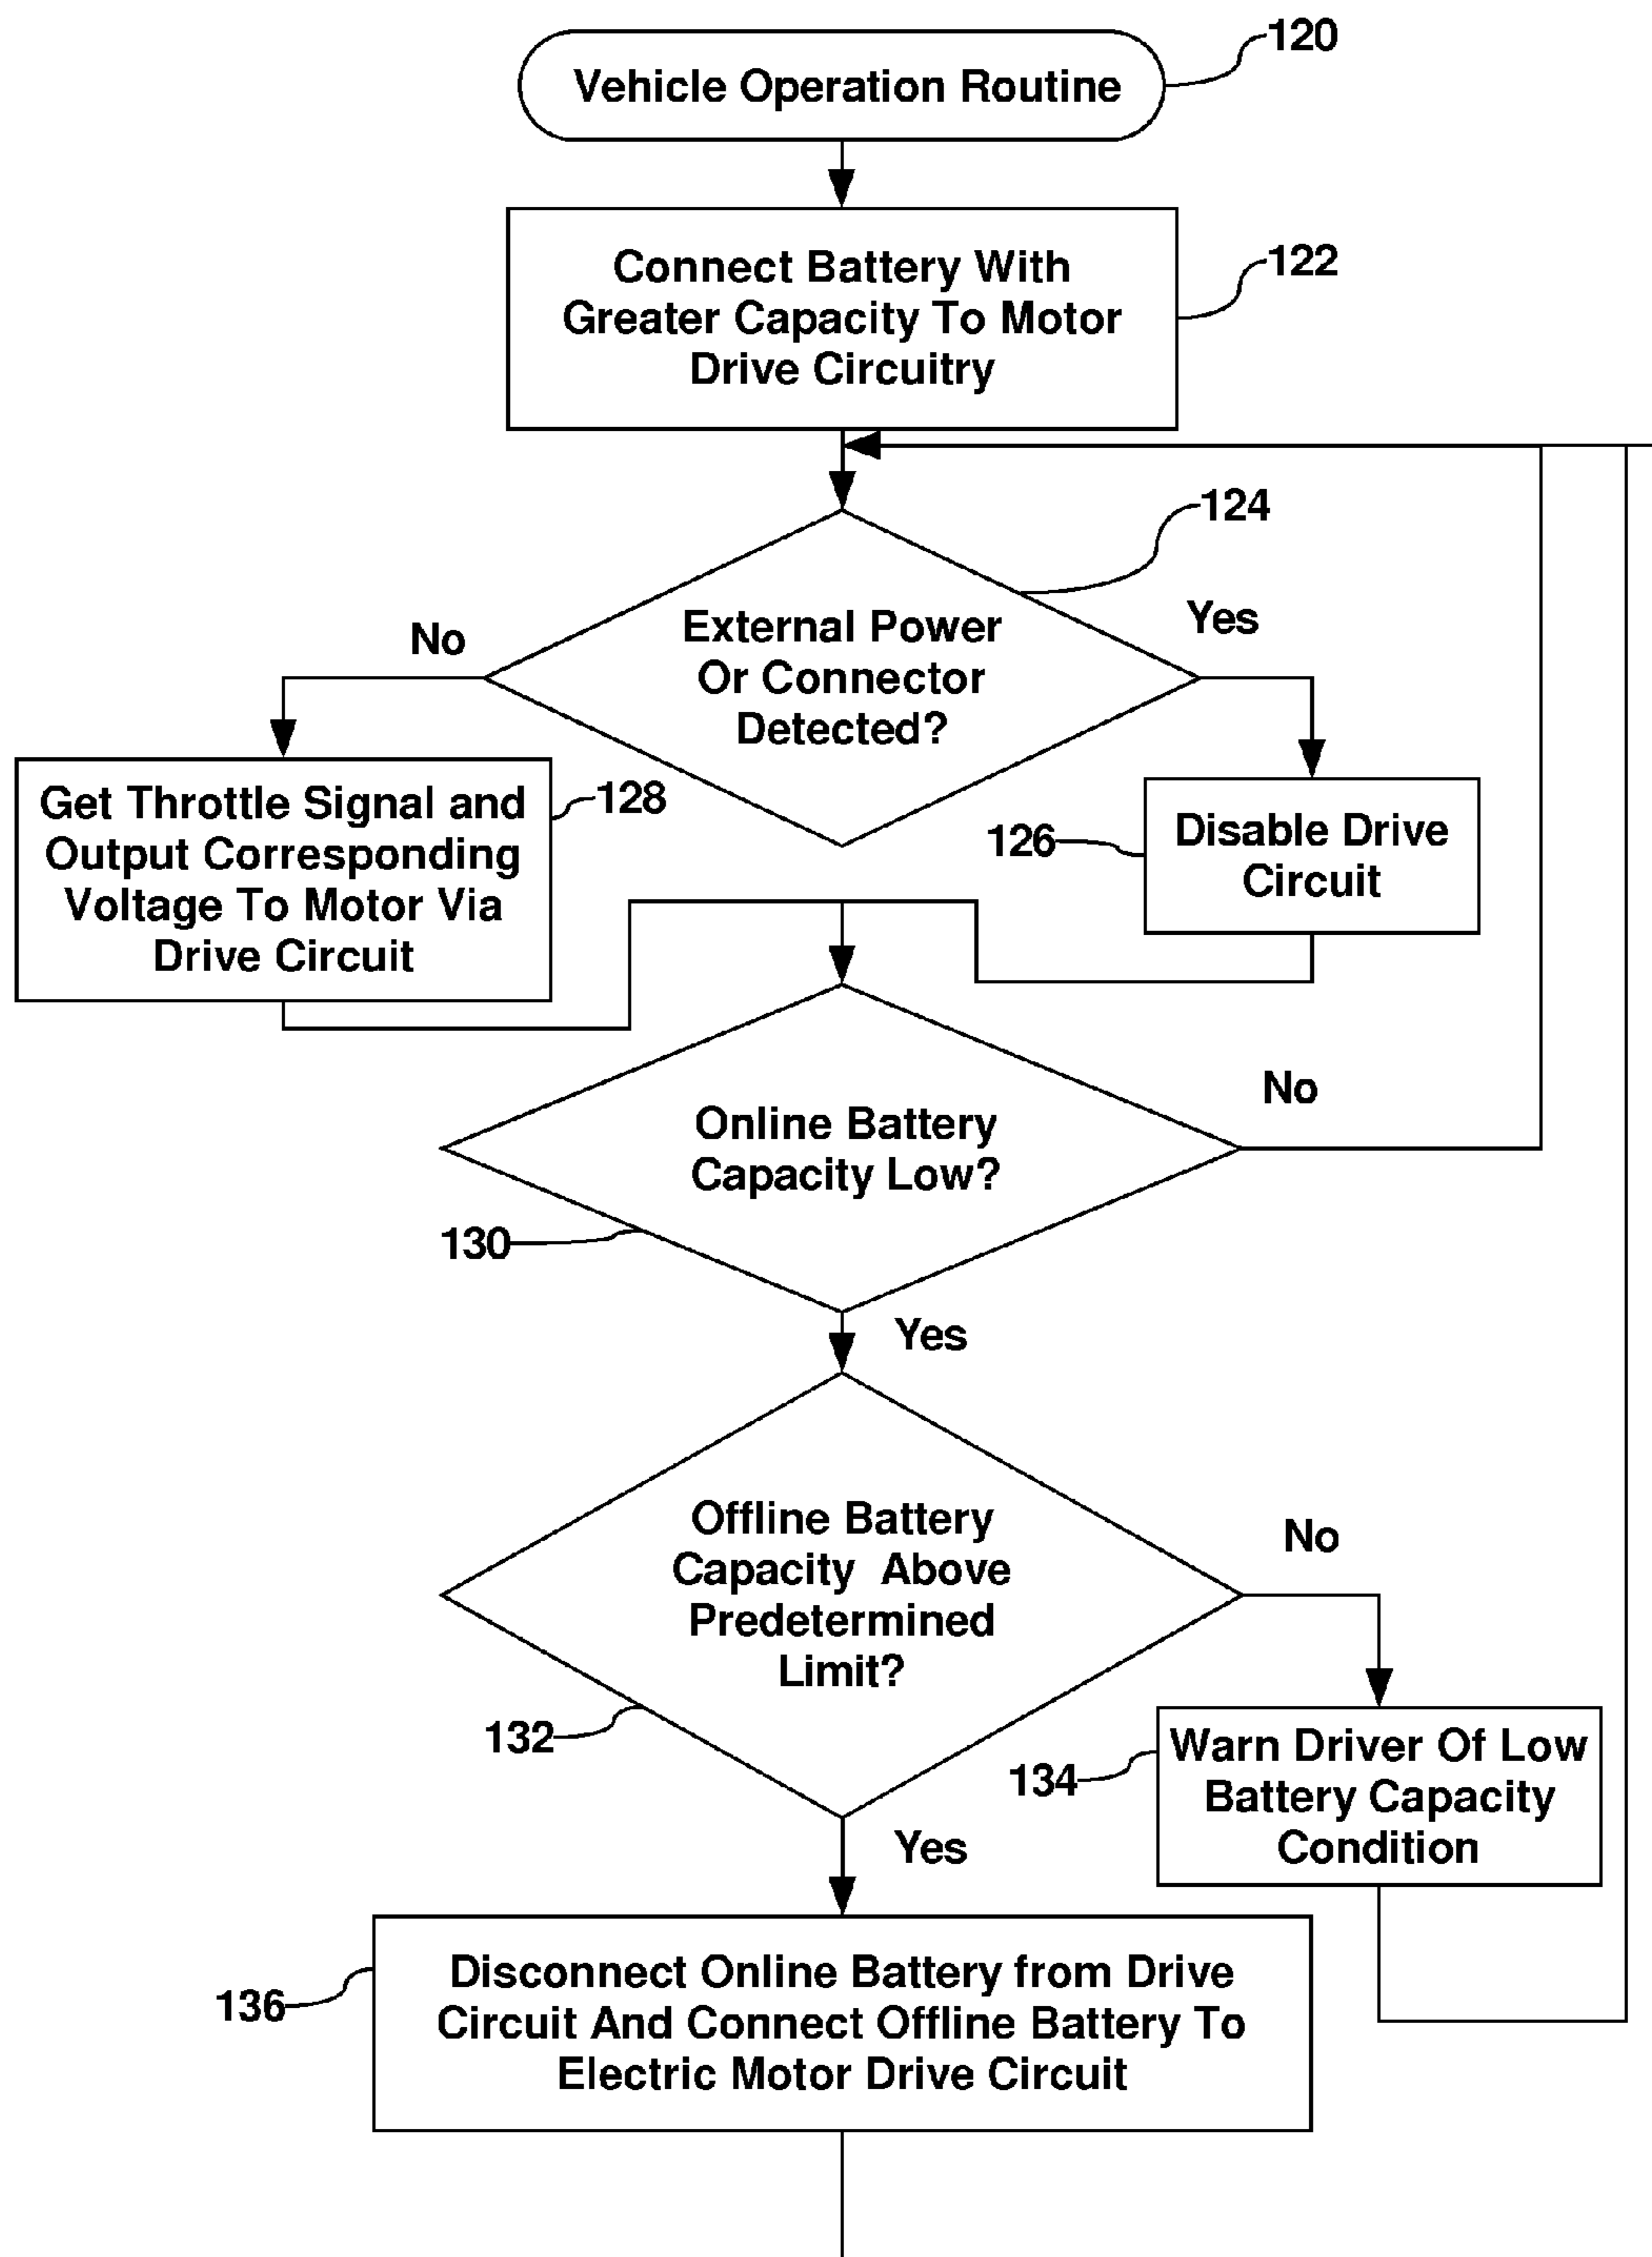 120
Vehicle Operation Routine
Connect Battery With
Greater Capacity To Motor
Drive Circuitry
122
124
External Power
Or Connector
Detected?
No
Yes
Get Throttle Signal and
Output Corresponding
Voltage To Motor Via
Drive Circuit
128
126
Disable Drive
Circuit
Online Battery
Capacity Low?
No
130
Yes
Offline Battery
Capacity Above
Predetermined
Limit?
No
132
134
Warn Driver Of Low
Battery Capacity
Condition
Yes
136
Disconnect Online Battery from Drive
Circuit And Connect Offline Battery To
Electric Motor Drive Circuit